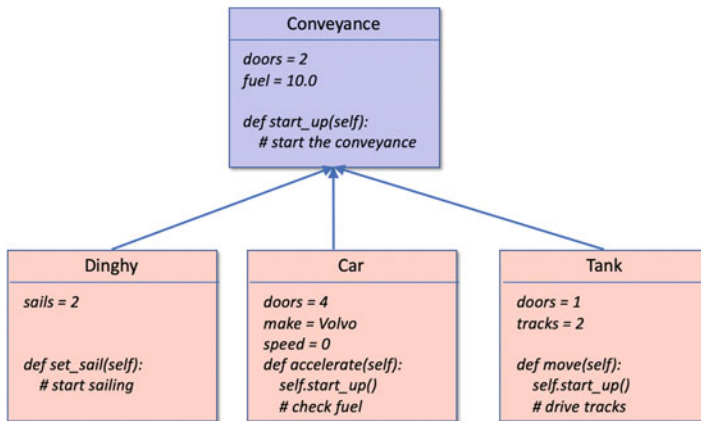 Conveyance
doors = 2
fuel = 10.0
def start_up(self):
# start the conveyance
Dinghy
sails = 2
def set_sail(self):
# start sailing
Car
doors = 4
make = Volvo
speed = 0
def accelerate(self):
self.start_up()
# check fuel
Tank
doors = 1
tracks = 2
def move(self):
self.start_up()
# drive tracks